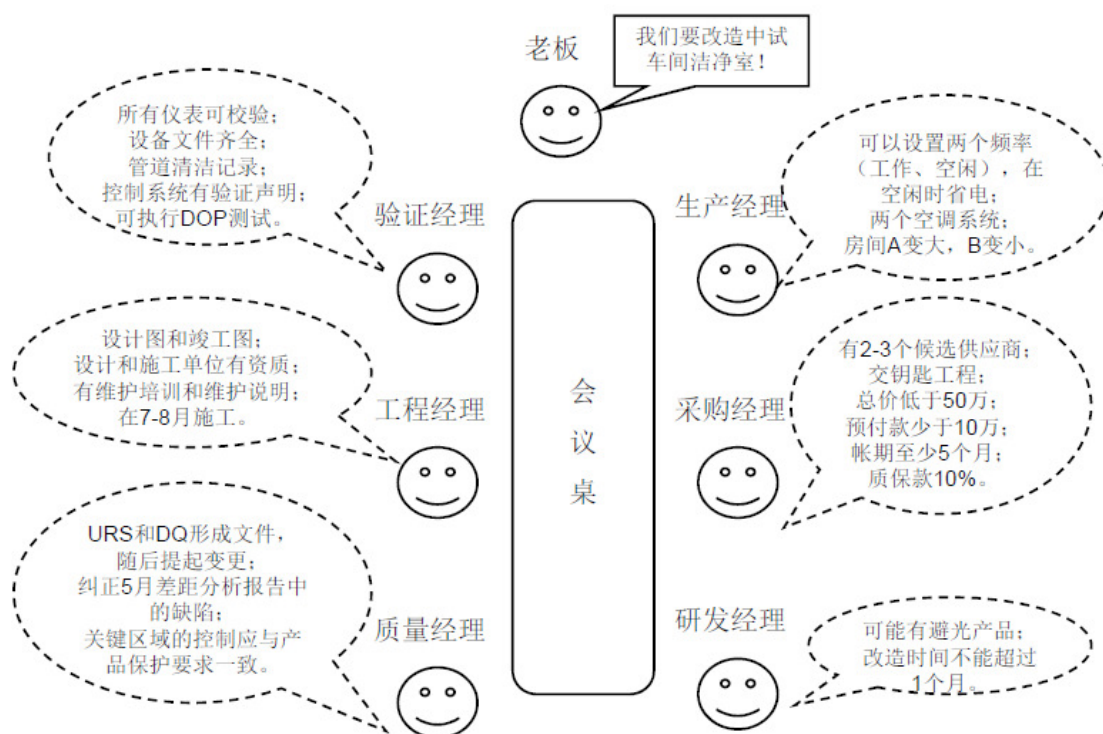 老板
我们要改造中试
车间洁净室！
所有仪表可校验；
设备文件齐全；
管道清洁记录；
控制系统有验证声明；
可执行DOP测试。
验证经理
生产经理
可以设置两个频率
（工作、空闲），在
空闲时省电；
两个空调系统；
房间A变大，B变小。
设计图和竣工图；
设计和施工单位有资质；
有维护培训和维护说明；
在7-8月施工。
工程经理
会
议
桌
采购经理
有2-3个候选供应商；
交钥匙工程；
总价低于50万；
预付款少于10万；
帐期至少5个月；
质保款10%。
URS和DQ形成文件，
随后提起变更；
纠正5月差距分析报告中
的缺陷；
关键区域的控制应与产
品保护要求一致。
质量经理
研发经理
可能有避光产品；
改造时间不能超过
1个月。